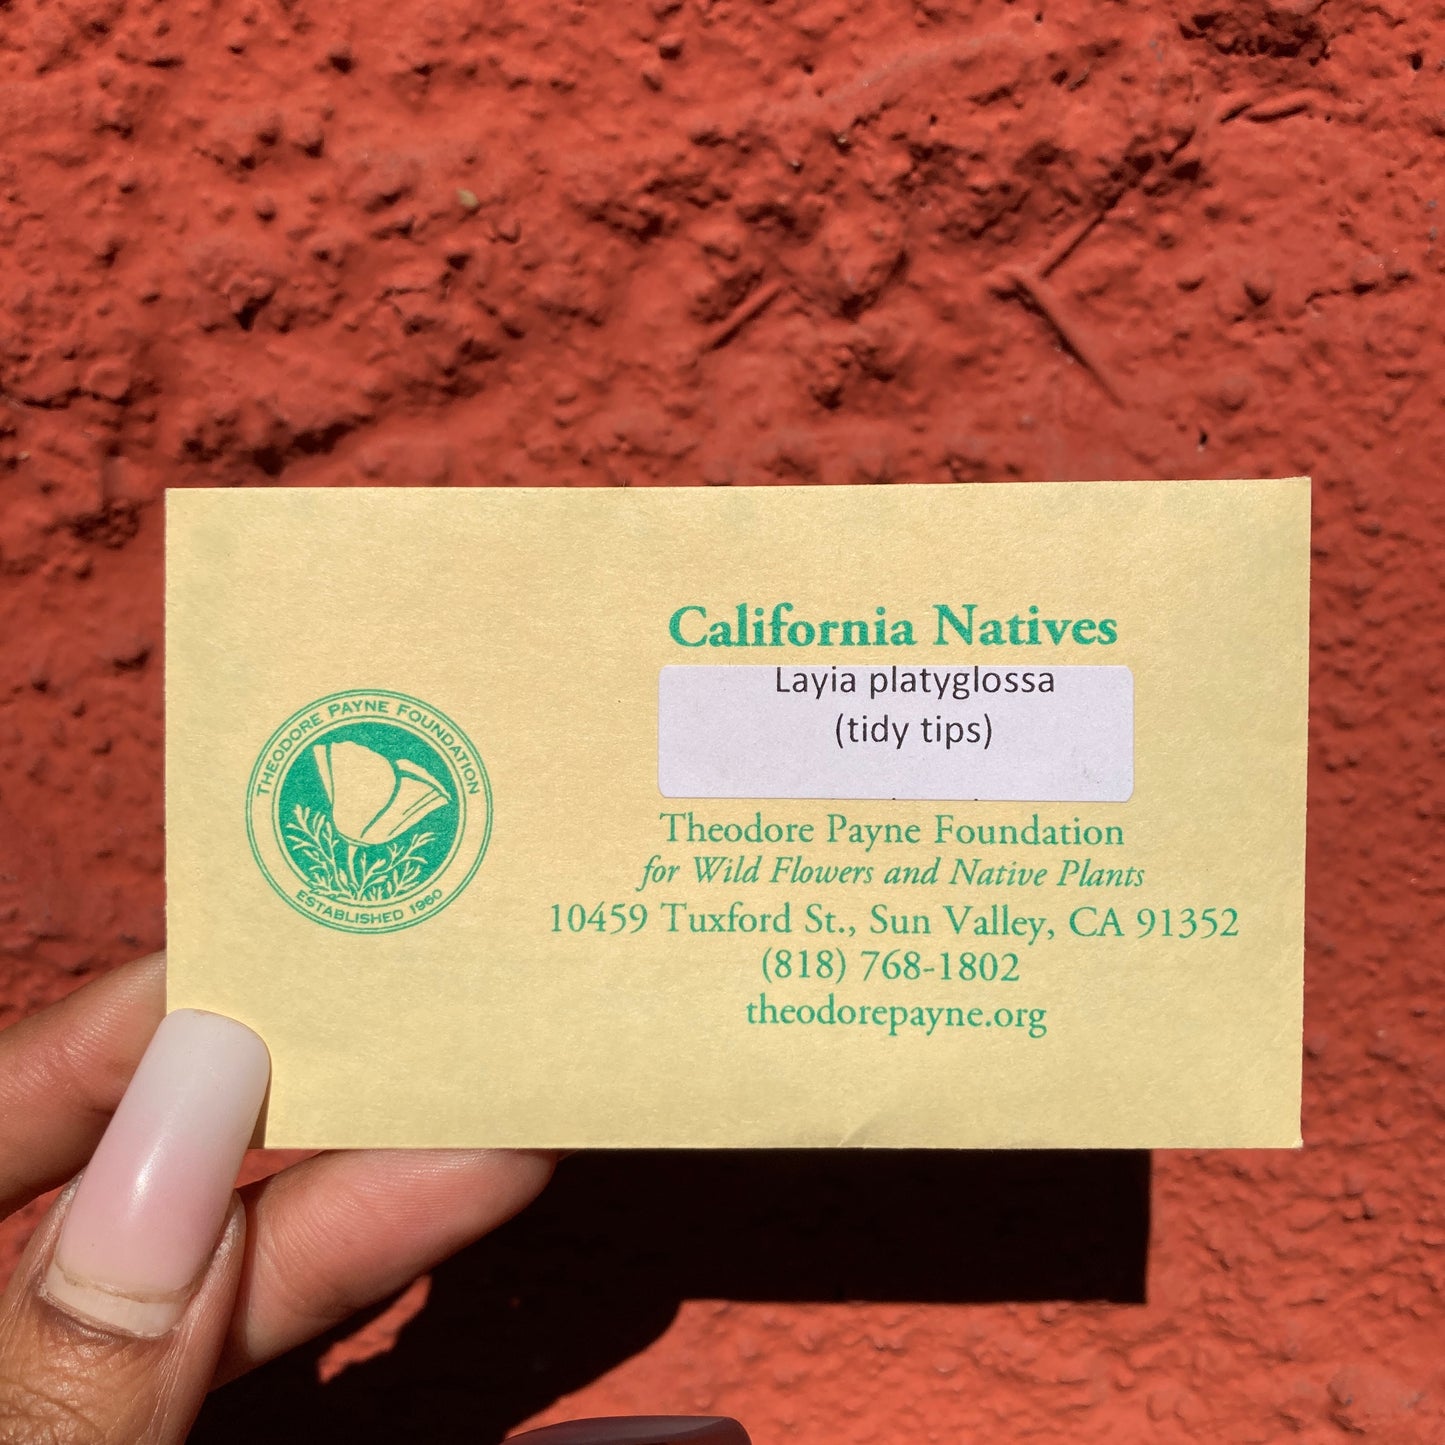 California Natives
Layia platyglossa
(tidy tips)
THEODORE PAYNE FOUNDATION
ESTABLISHED 1960
Theodore Payne Foundation
for Wild Flowers and Native Plants
10459 Tuxford St., Sun Valley, CA 91352
(818) 768-1802
theodorepayne.org